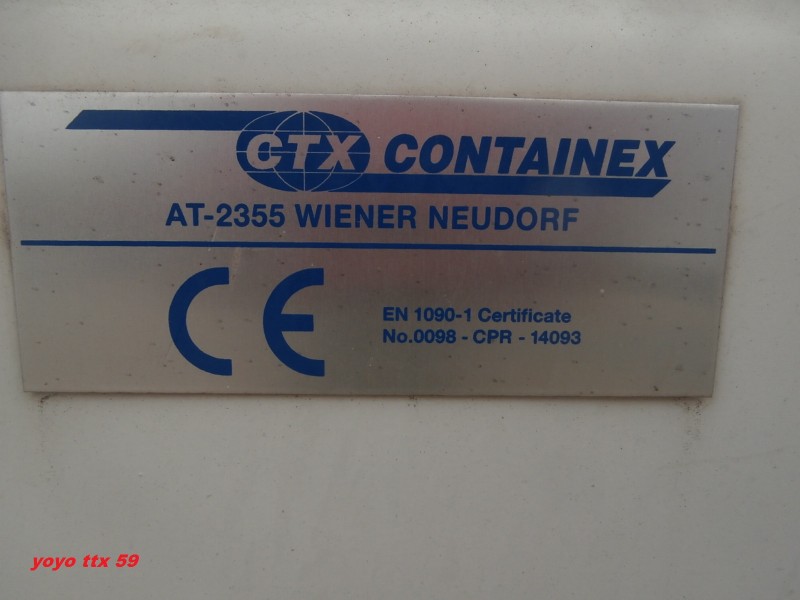 CTX CONTAINEX
AT-2355 WIENER NEUDORF
CE
EN 1090-1 Certificate
No.0098 - CPR - 14093
yoyo ttx 59